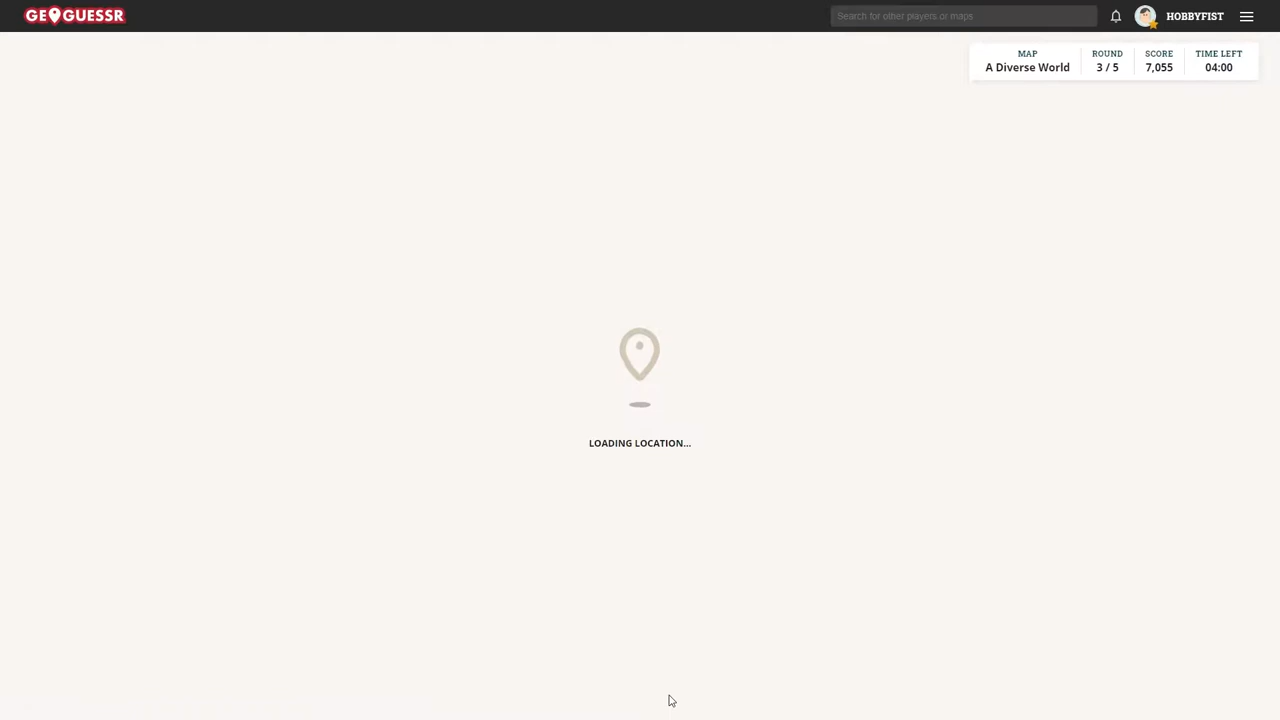 GEOGUESSR
Search for other players or maps
HOBBYFIST
MAP
A Diverse World
ROUND
3 / 5
SCORE
7,055
TIME LEFT
04:00
LOADING LOCATION...